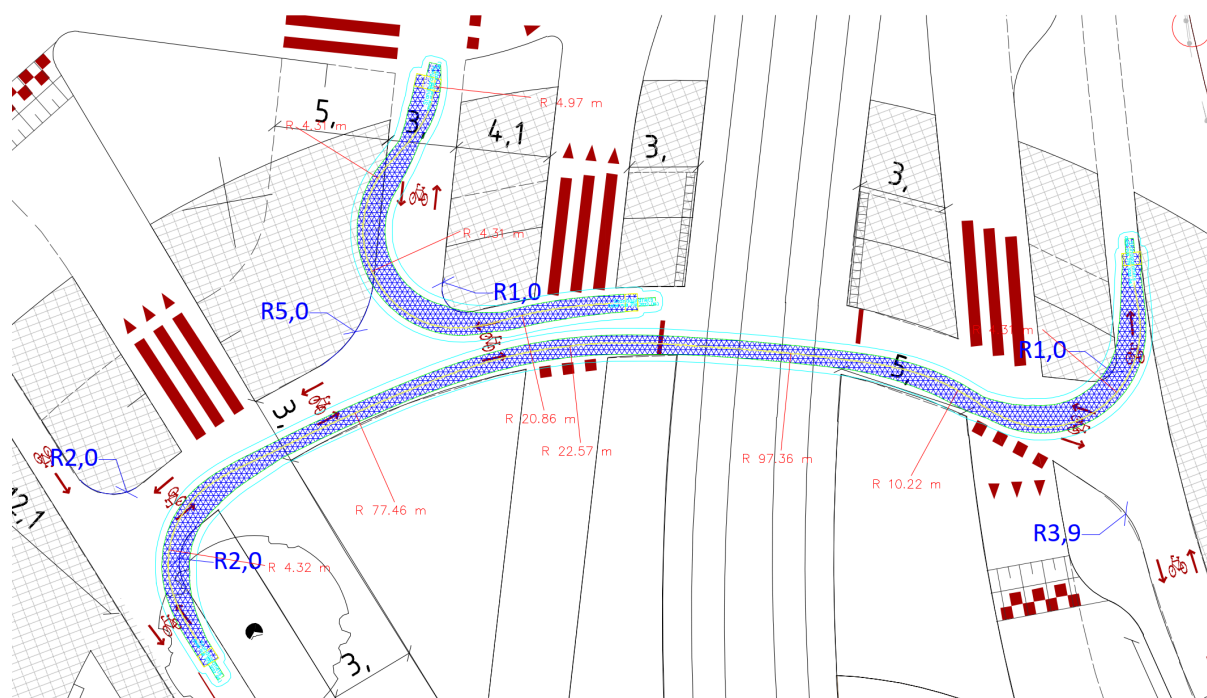 R 4.97 m
5,
3,
R 4.31 m
4,1
3,
3,
R 4.31 m
R1,0
R5,0
R 4.31 m
R1,0
5,
3,
R 20.86 m
R 22.57 m
R 97.36 m
R2,0
R 10.22 m
R 77.46 m
R3,9
R2,0
R 4.32 m
3,